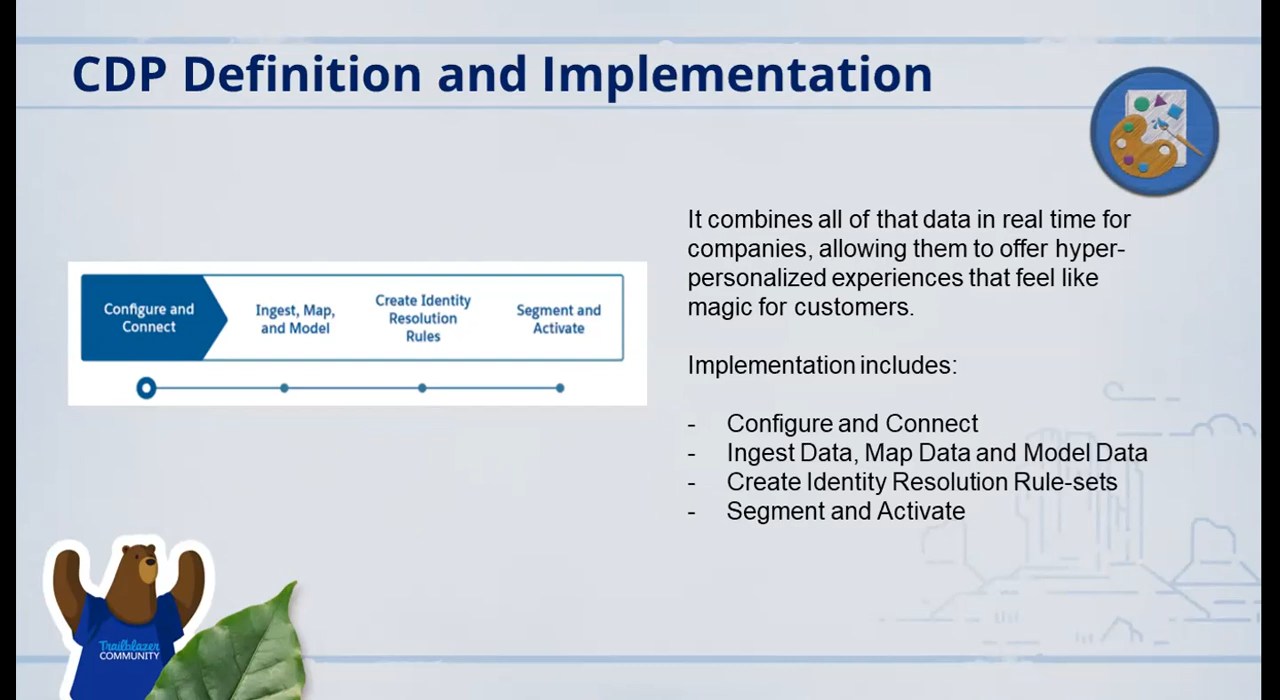 CDP Definition and Implementation
It combines all of that data in real time for
companies, allowing them to offer hyper-
personalized experiences that feel like
magic for customers.
Implementation includes:
- Configure and Connect
- Ingest Data, Map Data and Model Data
- Create Identity Resolution Rule-sets
- Segment and Activate
Configure and
Connect
Ingest, Map,
and Model
Create Identity
Resolution
Rules
Segment and
Activate
Trailblazer
COMMUNITY